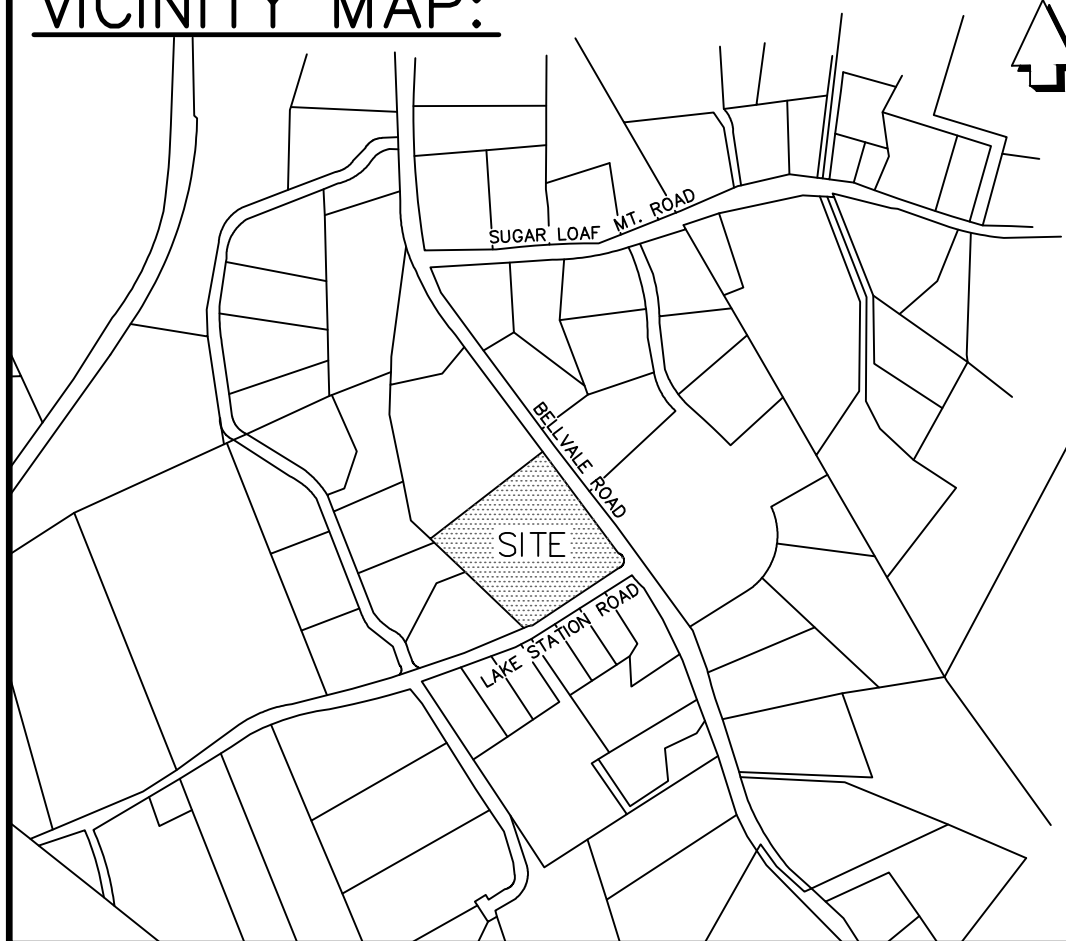 VICINITY MAP:
SUGAR LOAF MT. ROAD
BELLVALE ROAD
SITE
LAKE STATION ROAD